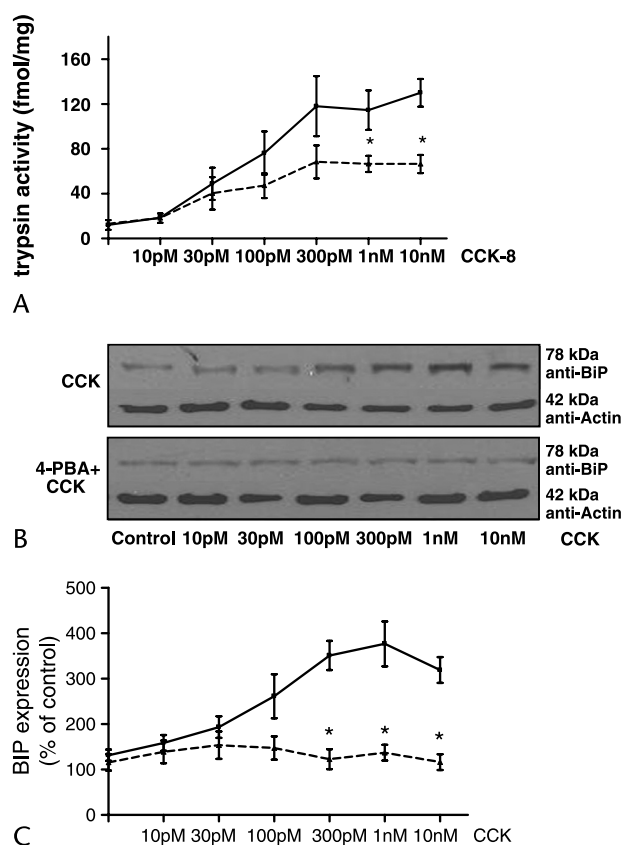 trypsin activity (fmol/mg)
160
120
80
40
0
*
*
10pM 30pM 100pM 300pM 1nM 10nM CCK-8
A
CCK
78 kDa
anti-BiP
42 kDa
anti-Actin
4-PBA+
CCK
78 kDa
anti-BiP
42 kDa
anti-Actin
Control 10pM 30pM 100pM 300pM 1nM 10nM CCK
B
BIP expression
(% of control)
500
400
300
200
100
0
*
*
*
10pM 30pM 100pM 300pM 1nM 10nM CCK
C